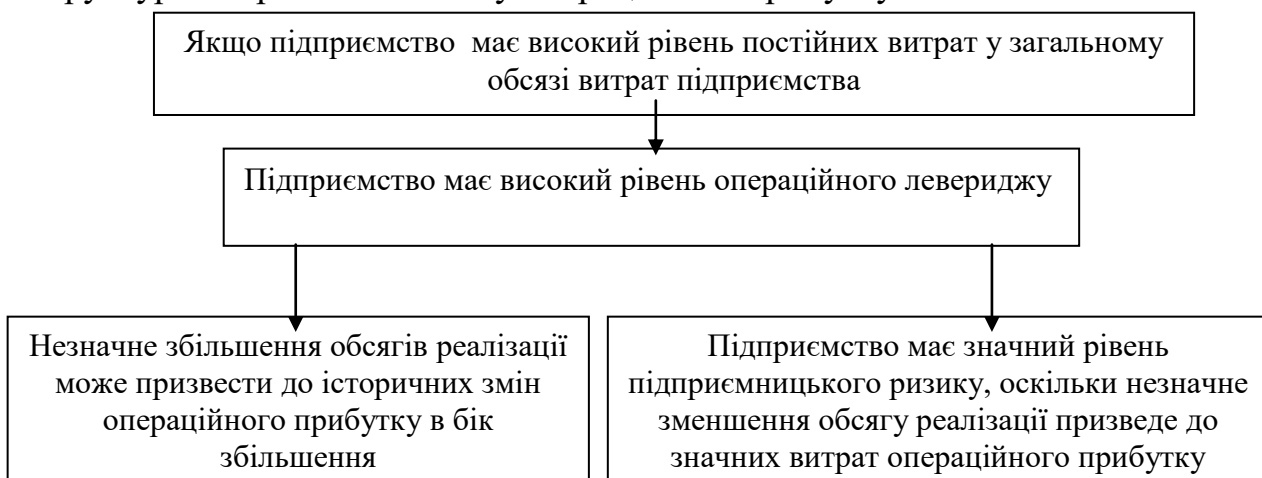 Якщо підприємство має високий рівень постійних витрат у загальному
обсязі витрат підприємства
Підприємство має високий рівень операційного левериджу
Незначне збільшення обсягів реалізації
може призвести до історичних змін
операційного прибутку в бік
збільшення
Підприємство має значний рівень
підприємницького ризику, оскільки незначне
зменшення обсягу реалізації призведе до
значних витрат операційного прибутку